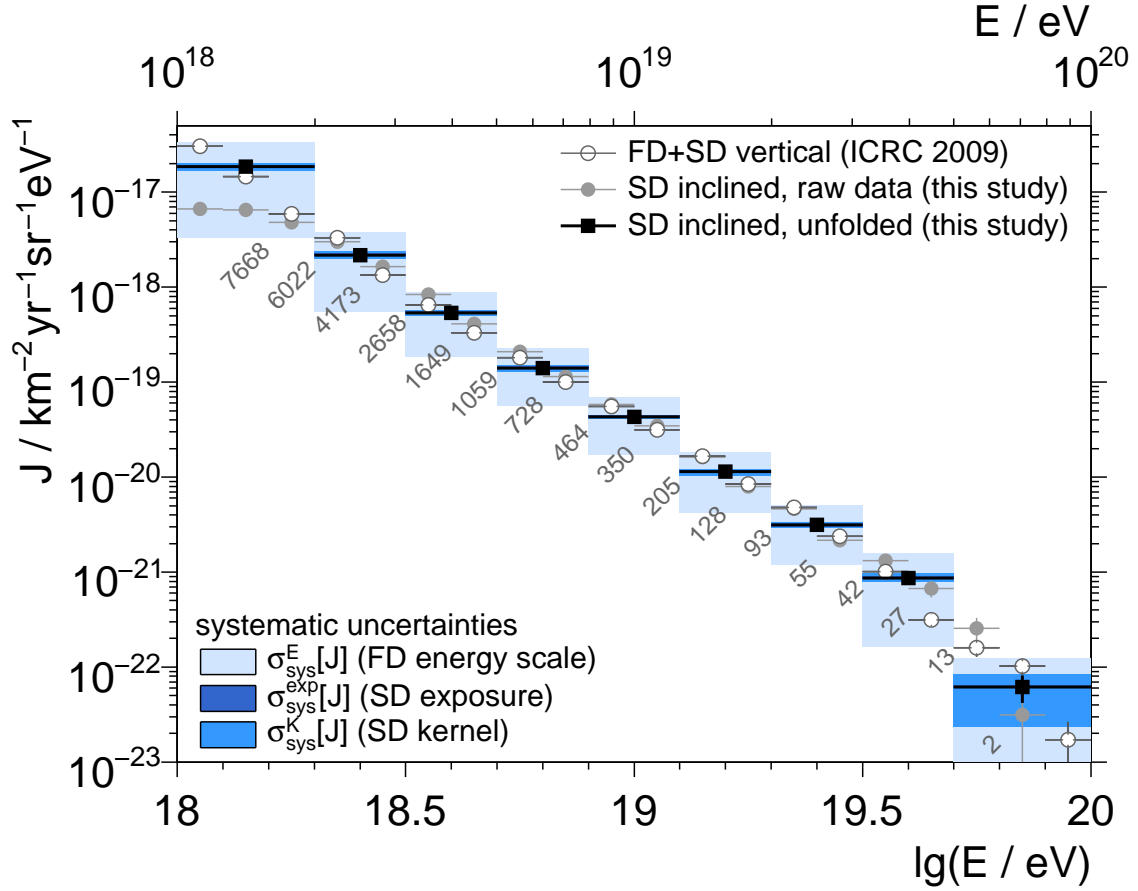 E / eV
10^18 10^19 10^20
J / km^−2 yr^−1 sr^−1 eV^−1
10^−17
10^−18
10^−19
10^−20
10^−21
10^−22
10^−23
FD+SD vertical (ICRC 2009)
SD inclined, raw data (this study)
SD inclined, unfolded (this study)
7668
6022
4173
2658
1649
1059
728
464
350
205
128
93
55
42
27
13
2
systematic uncertainties
σ^E_sys[J] (FD energy scale)
σ^exp_sys[J] (SD exposure)
σ^K_sys[J] (SD kernel)
18 18.5 19 19.5 20
lg(E / eV)